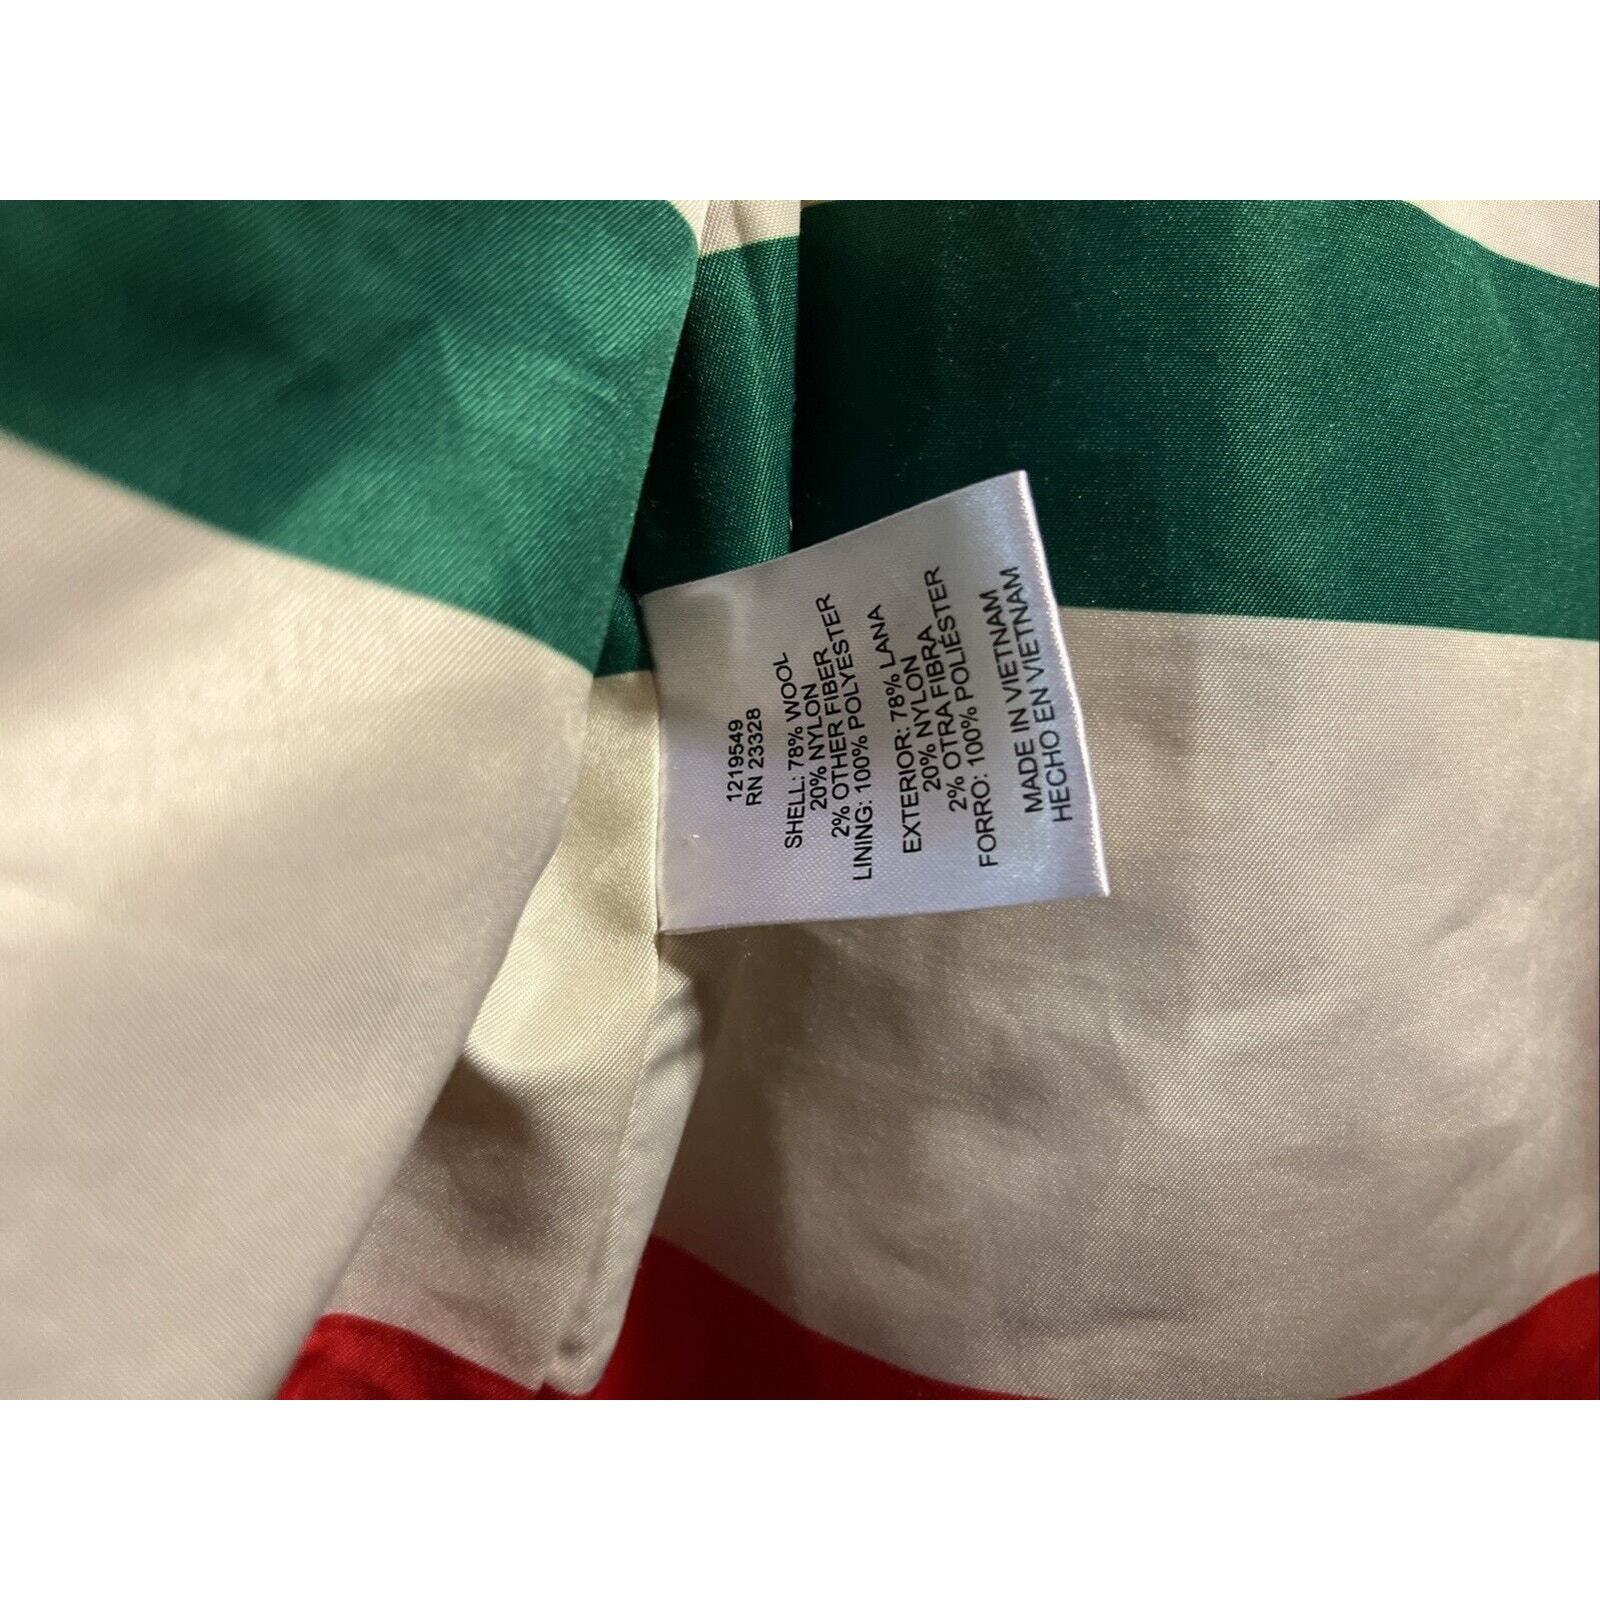 1219549
RN 23328
SHELL: 78% WOOL
20% NYLON
2% OTHER FIBER
LINING: 100% POLYESTER
EXTERIOR: 78% LANA
20% NYLON
2% OTRA FIBRA
FORRO: 100% POLIÉSTER
MADE IN VIETNAM
HECHO EN VIETNAM